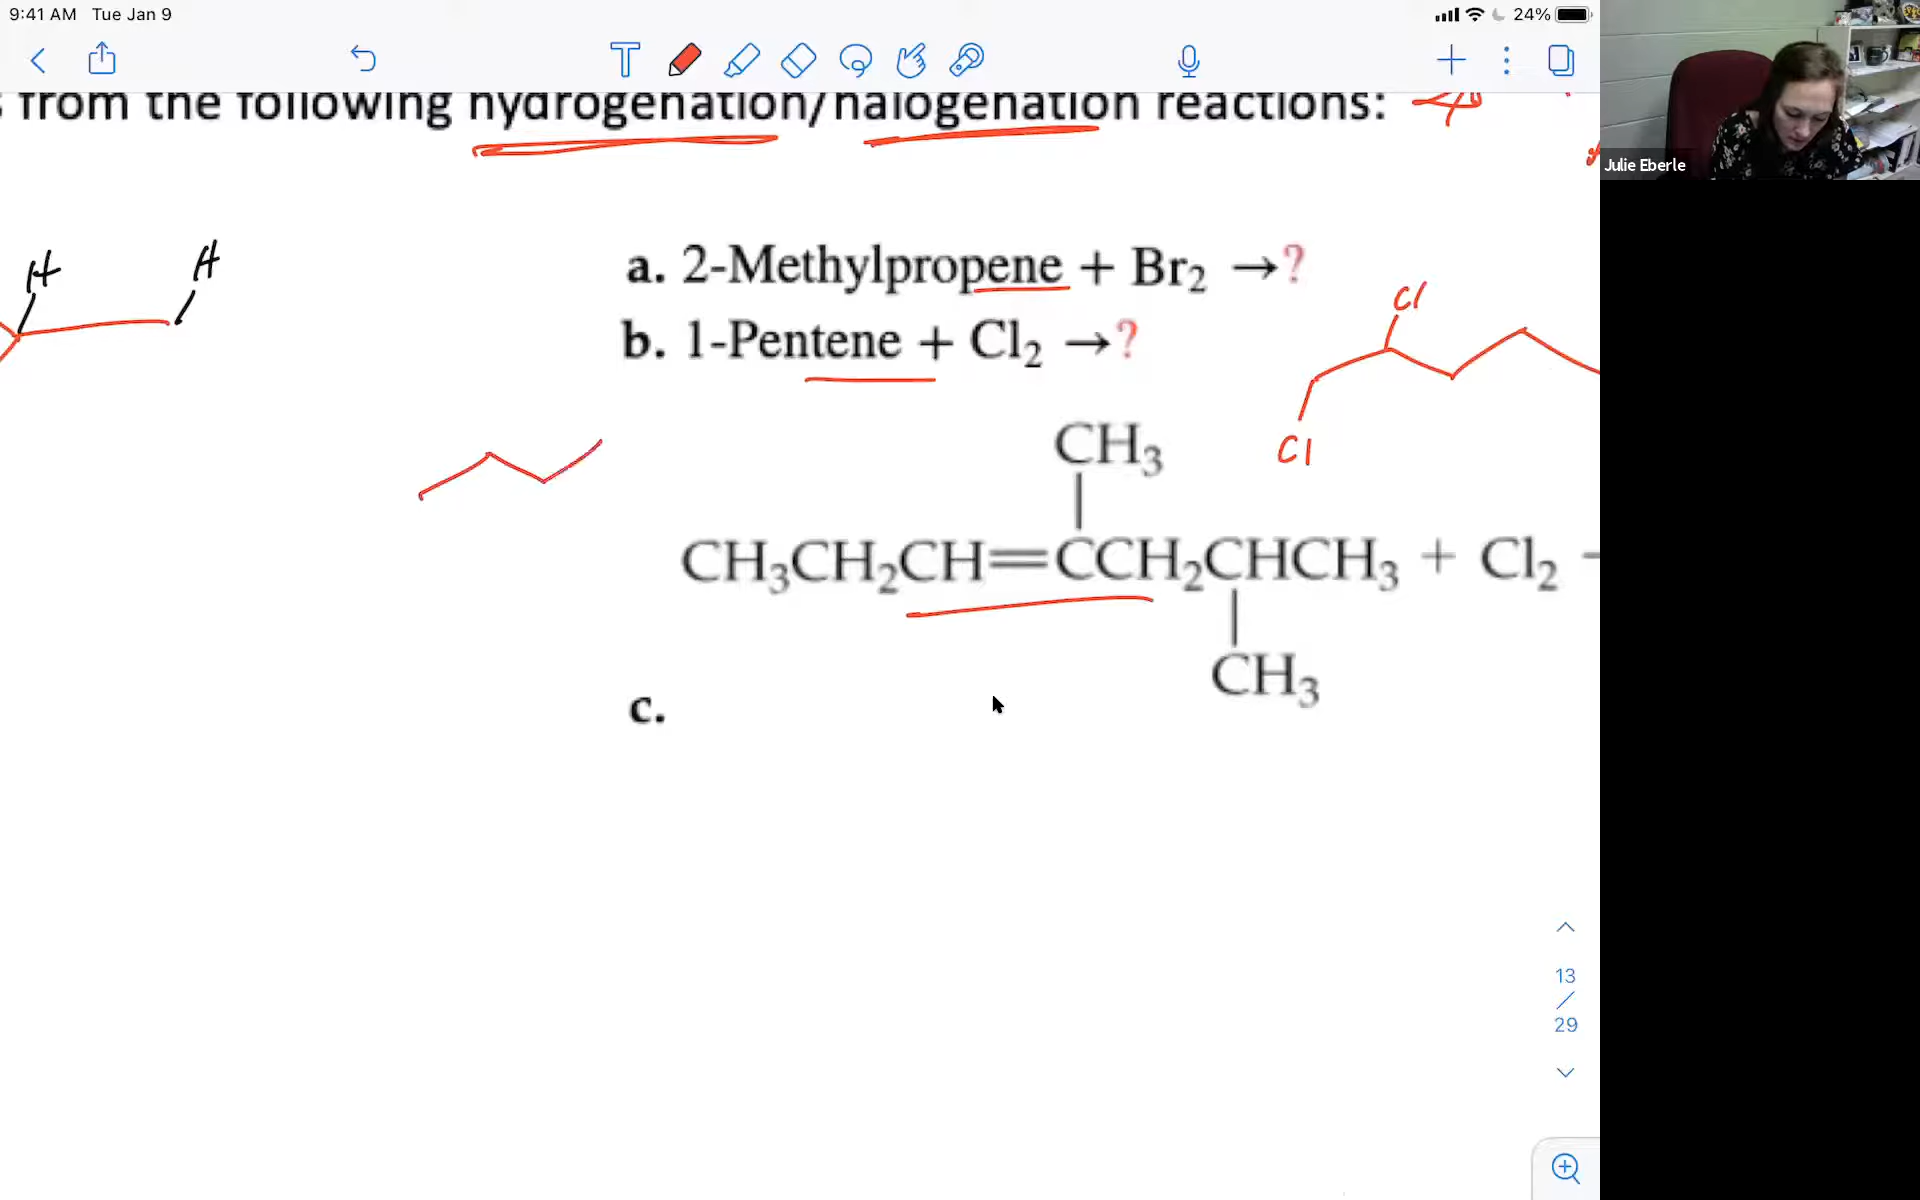 9:41 AM Tue Jan 9
24%
from the following hydrogenation/halogenation reactions:
Julie Eberle
H H
a. 2-Methylpropene + Br₂ →?
Cl
b. 1-Pentene + Cl₂ →?
Cl
CH₃
CH₃CH₂CH=CCH₂CHCH₃ + Cl₂
CH₃
c.
13
/
29